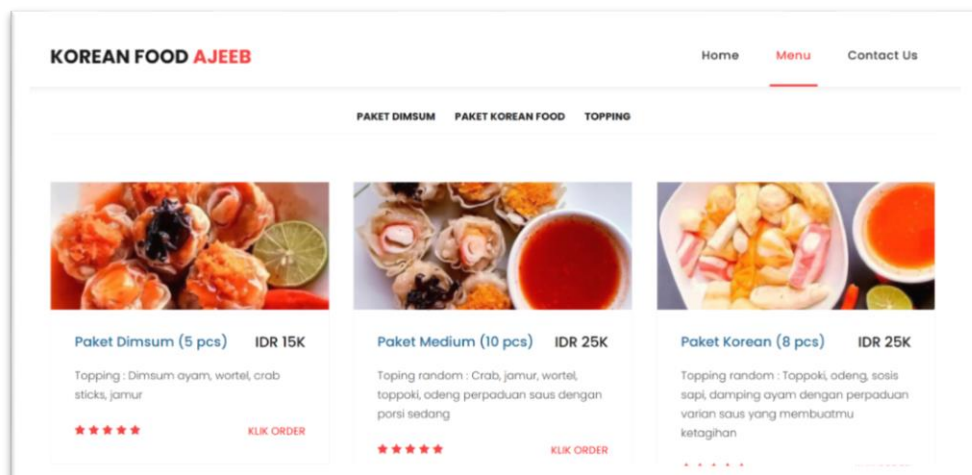 KOREAN FOOD AJEEB
Home Menu Contact Us
PAKET DIMSUM PAKET KOREAN FOOD TOPPING
Paket Dimsum (5 pcs) IDR 15K
Topping : Dimsum ayam, wortel, crab
sticks, jamur
KLIK ORDER
Paket Medium (10 pcs) IDR 25K
Toping random : Crab, jamur, wortel,
toppoki, odeng perpaduan saus dengan
porsi sedang
KLIK ORDER
Paket Korean (8 pcs) IDR 25K
Topping random : Toppoki, odeng, sosis
sapi, damping ayam dengan perpaduan
varian saus yang membuatmu
ketagihan